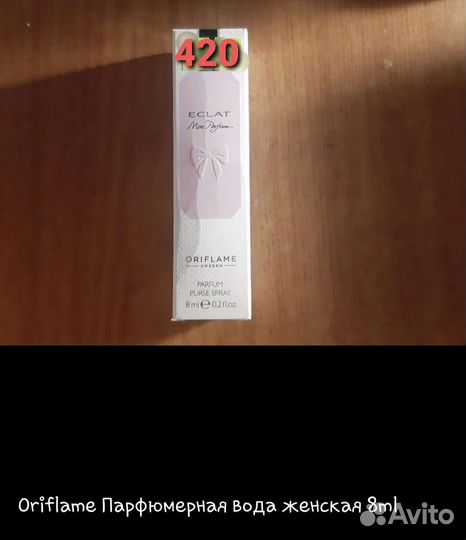 420
ECLAT
Mon Parfum
ORIFLAME
SWEDEN
PARFUM
PURSE SPRAY
8 ml e 0.2 fl.oz.
Oriflame Парфюмерная вода женская 8ml
Avito